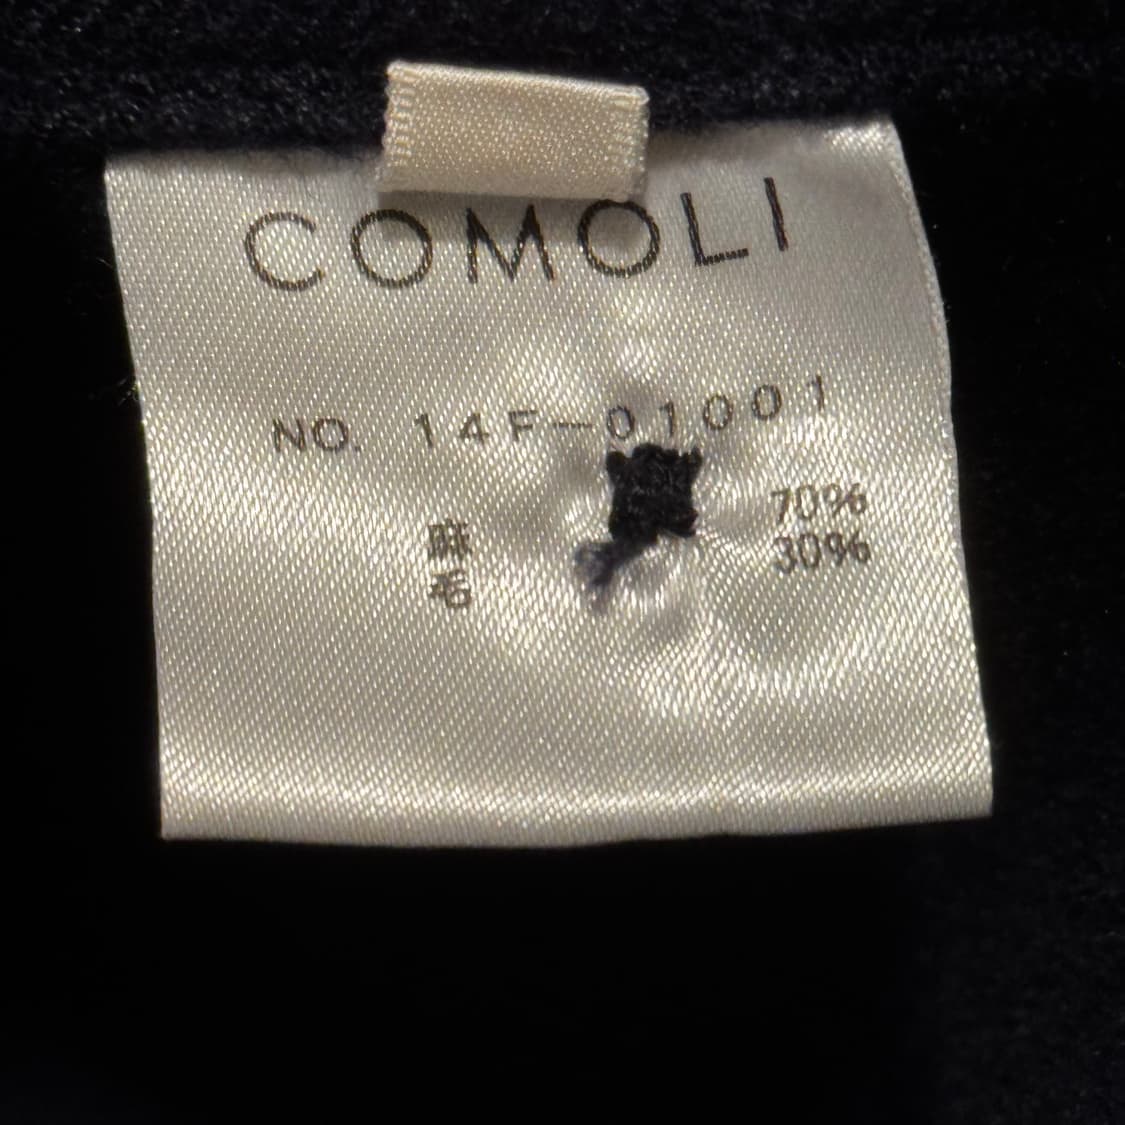 COMOLI
NO. 14F-01001
麻 70%
毛 30%